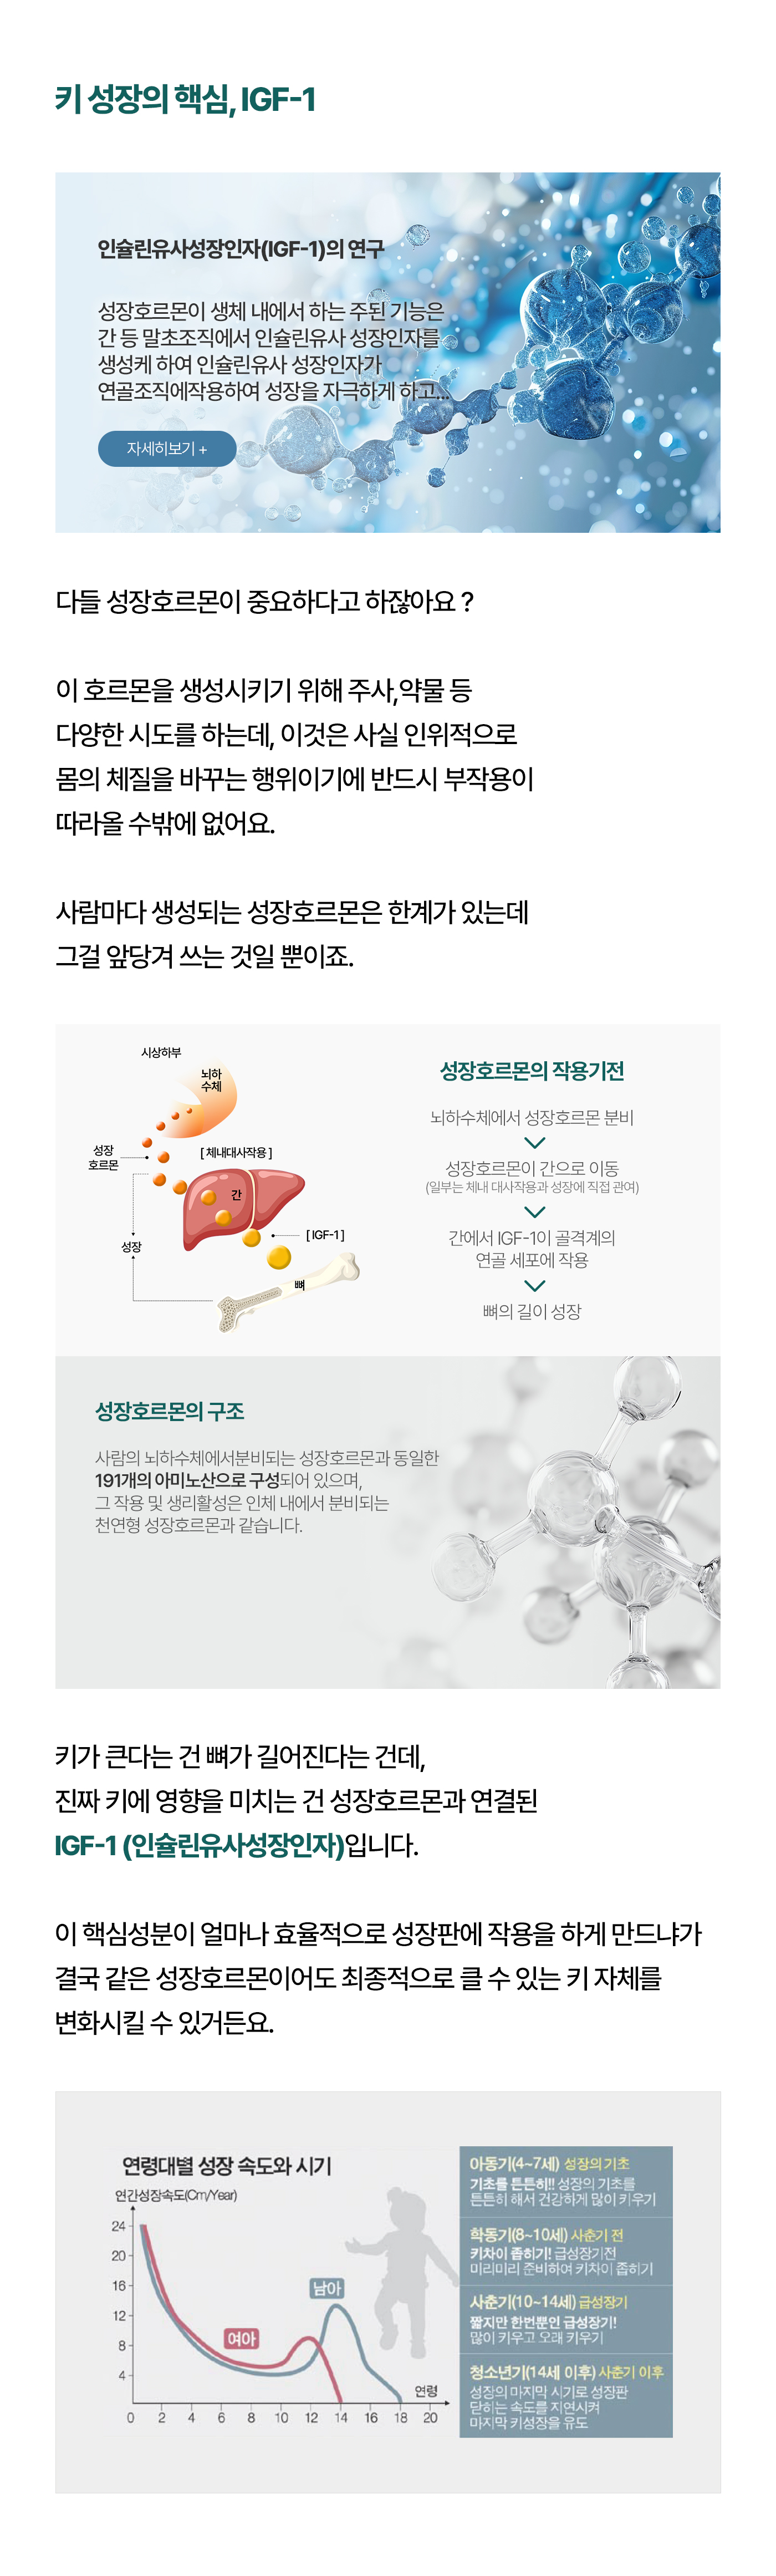 키 성장의 핵심, IGF-1
인슐린유사성장인자(IGF-1)의 연구
성장호르몬이 생체 내에서 하는 주된 기능은
간 등 말초조직에서 인슐린유사 성장인자를
생성케 하여 인슐린유사 성장인자가
연골조직에작용하여 성장을 자극하게 하고...
자세히보기 +
다들 성장호르몬이 중요하다고 하잖아요 ?
이 호르몬을 생성시키기 위해 주사,약물 등
다양한 시도를 하는데, 이것은 사실 인위적으로
몸의 체질을 바꾸는 행위이기에 반드시 부작용이
따라올 수밖에 없어요.
사람마다 생성되는 성장호르몬은 한계가 있는데
그걸 앞당겨 쓰는 것일 뿐이죠.
시상하부
뇌하
수체
성장
호르몬
[ 체내대사작용 ]
간
[ IGF-1 ]
성장
뼈
성장호르몬의 작용기전
뇌하수체에서 성장호르몬 분비
성장호르몬이 간으로 이동
(일부는 체내 대사작용과 성장에 직접 관여)
간에서 IGF-1이 골격계의
연골 세포에 작용
뼈의 길이 성장
성장호르몬의 구조
사람의 뇌하수체에서분비되는 성장호르몬과 동일한
191개의 아미노산으로 구성되어 있으며,
그 작용 및 생리활성은 인체 내에서 분비되는
천연형 성장호르몬과 같습니다.
키가 큰다는 건 뼈가 길어진다는 건데,
진짜 키에 영향을 미치는 건 성장호르몬과 연결된
IGF-1 (인슐린유사성장인자)입니다.
이 핵심성분이 얼마나 효율적으로 성장판에 작용을 하게 만드냐가
결국 같은 성장호르몬이어도 최종적으로 클 수 있는 키 자체를
변화시킬 수 있거든요.
연령대별 성장 속도와 시기
연간성장속도(Cm/Year)
24
20
16
12
8
4
남아
여아
연령
0 2 4 6 8 10 12 14 16 18 20
아동기(4~7세) 성장의 기초
기초를 튼튼히!! 성장의 기초를
튼튼히 해서 건강하게 많이 키우기
학동기(8~10세) 사춘기 전
키차이 좁히기! 급성장기전
미리미리 준비하여 키차이 좁히기
사춘기(10~14세) 급성장기
짧지만 한번뿐인 급성장기!
많이 키우고 오래 키우기
청소년기(14세 이후) 사춘기 이후
성장의 마지막 시기로 성장판
닫히는 속도를 지연시켜
마지막 키성장을 유도